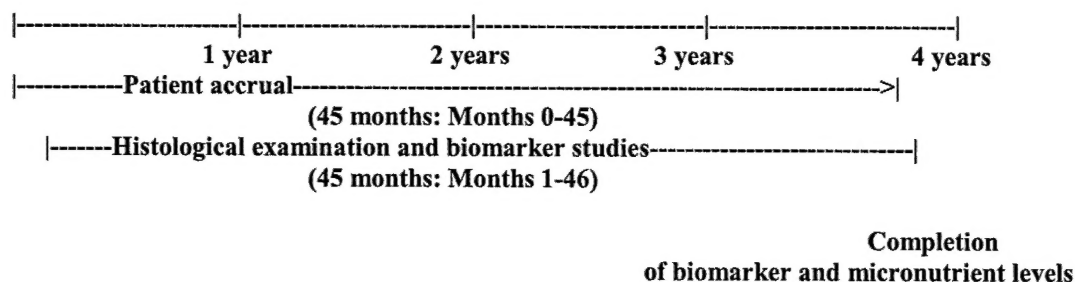 |------------------------|------------------------|------------------------|--------------------------|
1 year 2 years 3 years 4 years
|------------Patient accrual---------------------------------------------------------------->|
(45 months: Months 0-45)
|-------Histological examination and biomarker studies-----------------------------|
(45 months: Months 1-46)
Completion
of biomarker and micronutrient levels